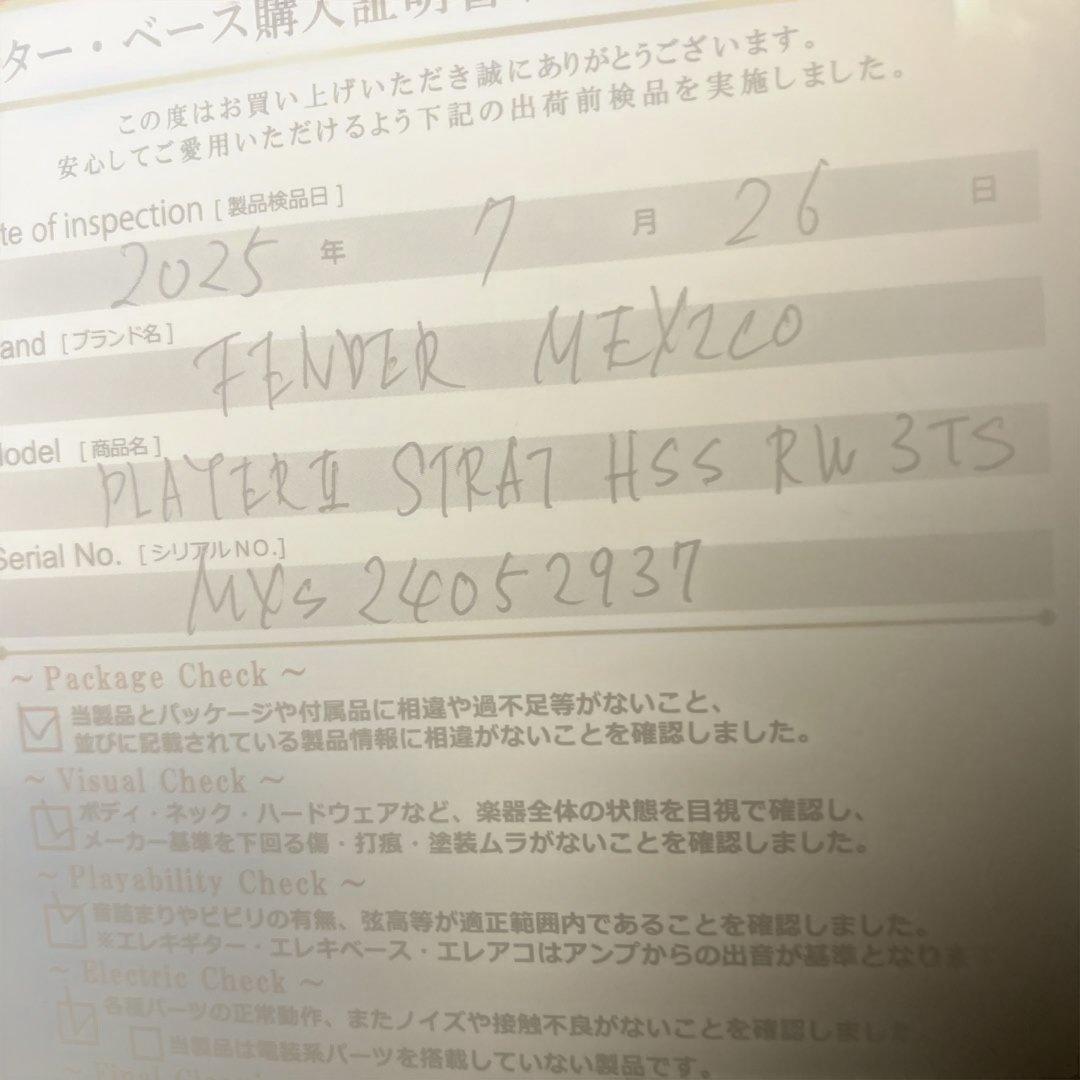 ター・ベース購入証明書
この度はお買い上げいただき誠にありがとうございます。
安心してご愛用いただけるよう下記の出荷前検品を実施しました。
te of inspection [ 製品検品日 ]
2025 年 7 月 26 日
and [ ブランド名 ]
FENDER MEXICO
Model [ 商品名 ]
PLAYER II STRAT HSS RW 3TS
Serial No. [ シリアルNO. ]
MXS 24052937
~ Package Check ~
当製品とパッケージや付属品に相違や過不足等がないこと、
並びに記載されている製品情報に相違がないことを確認しました。
~ Visual Check ~
ボディ・ネック・ハードウェアなど、楽器全体の状態を目視で確認し、
メーカー基準を下回る傷・打痕・塗装ムラがないことを確認しました。
~ Playability Check ~
音詰まりやビビリの有無、弦高等が適正範囲内であることを確認しました。
※エレキギター・エレキベース・エレアコはアンプからの出音が基準となりま
~ Electric Check ~
各種パーツの正常動作、またノイズや接触不良がないことを確認しました
当製品は電装系パーツを搭載していない製品です。
~ Final